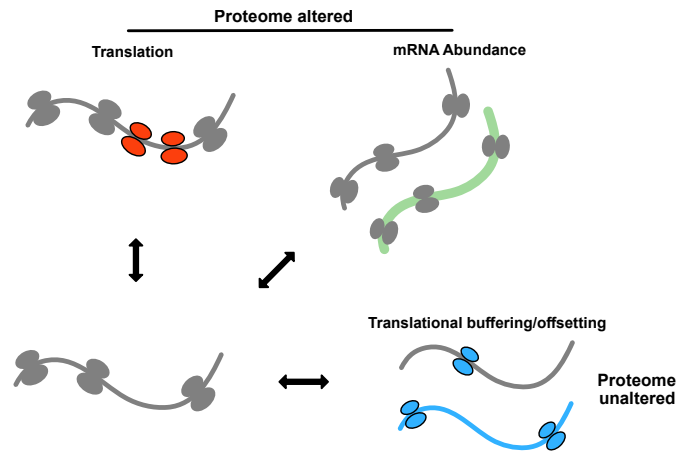 Proteome altered
Translation
mRNA Abundance
Translational buffering/offsetting
Proteome
unaltered